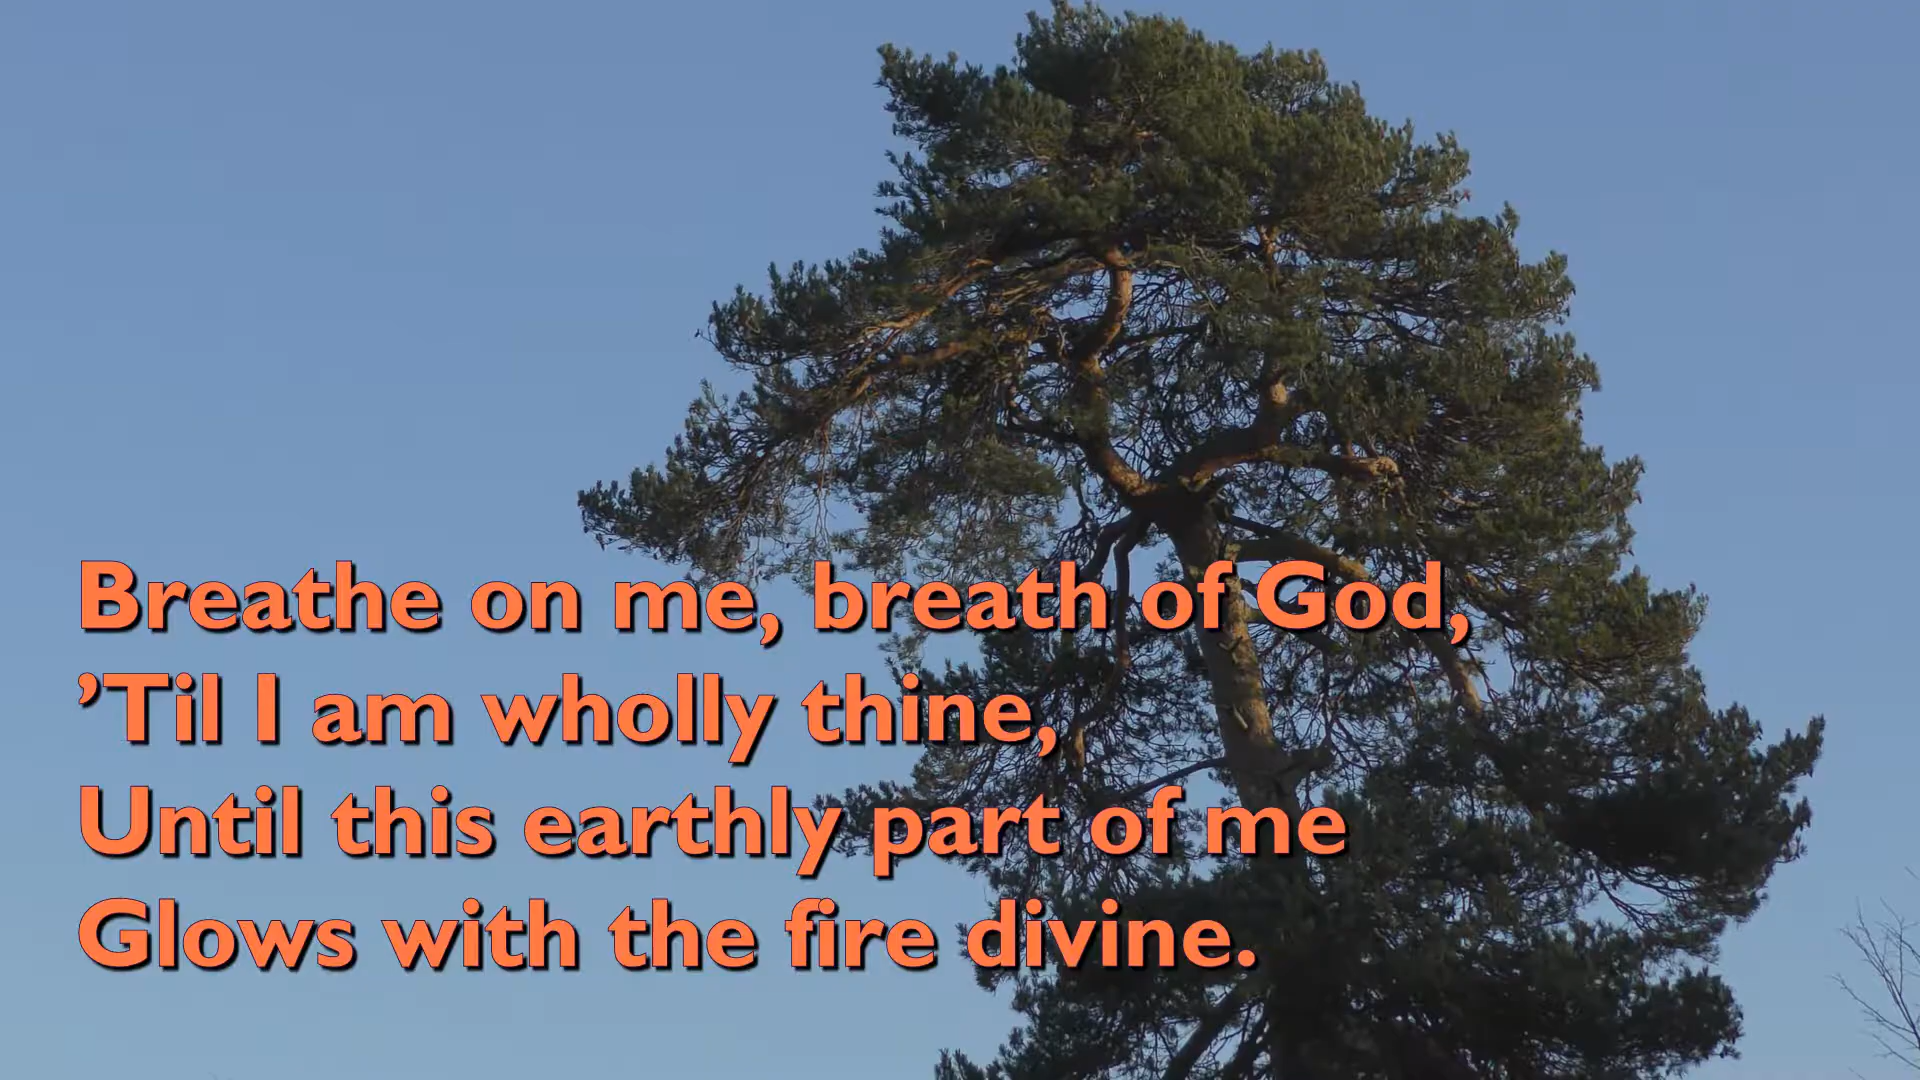 Breathe on me, breath of God,
’Til I am wholly thine,
Until this earthly part of me
Glows with the fire divine.